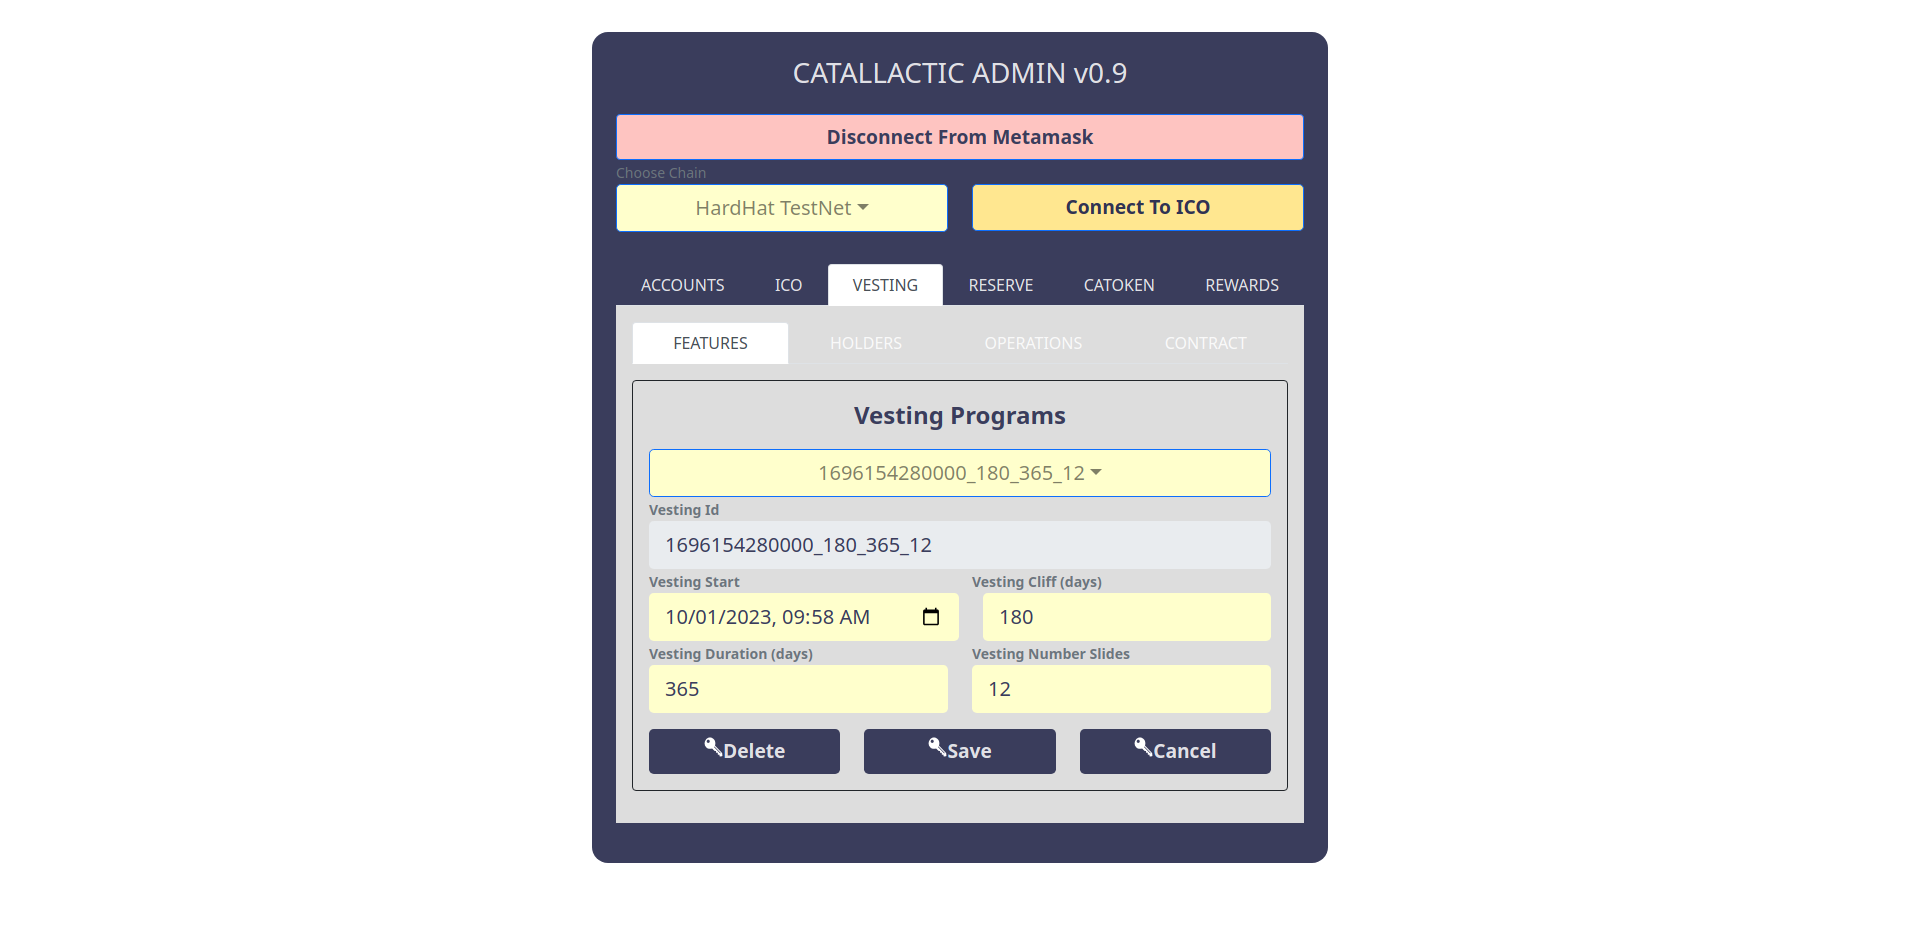 CATALLACTIC ADMIN v0.9
Disconnect From Metamask
Choose Chain
HardHat TestNet
Connect To ICO
ACCOUNTS ICO VESTING RESERVE CATOKEN REWARDS
FEATURES HOLDERS OPERATIONS CONTRACT
Vesting Programs
1696154280000_180_365_12
Vesting Id
1696154280000_180_365_12
Vesting Start Vesting Cliff (days)
10/01/2023, 09:58 AM 180
Vesting Duration (days) Vesting Number Slides
365 12
Delete Save Cancel